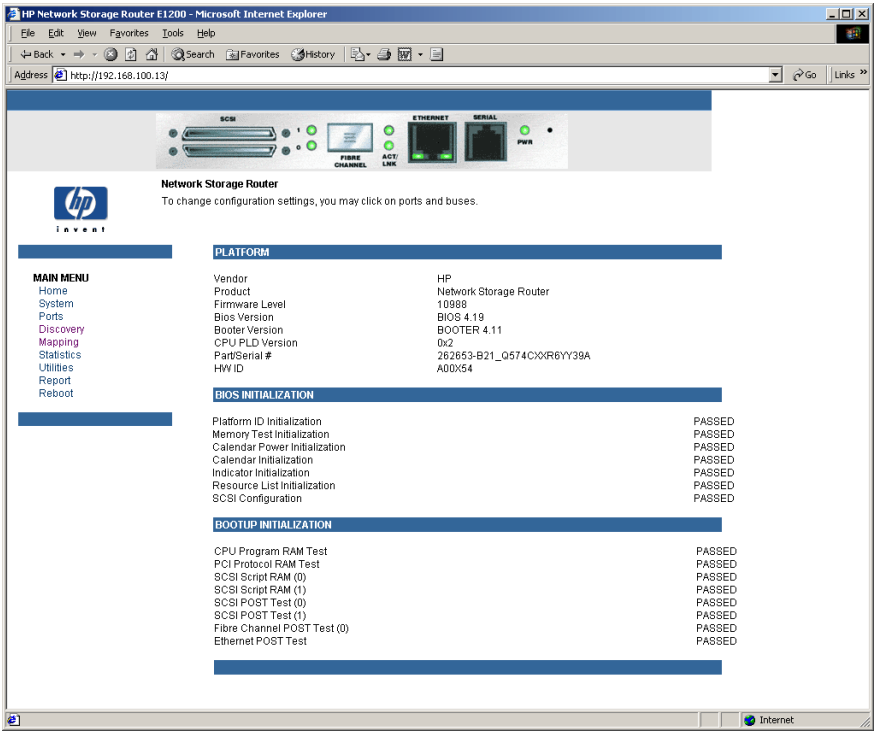 HP Network Storage Router E1200 - Microsoft Internet Explorer
File Edit View Favorites Tools Help
Back Search Favorites History
Address http://192.168.100.13/ Go Links »
SCSI ETHERNET SERIAL
1
0
FIBRE CHANNEL ACT/LNK PWR
hp
invent
Network Storage Router
To change configuration settings, you may click on ports and buses.
MAIN MENU
Home
System
Ports
Discovery
Mapping
Statistics
Utilities
Report
Reboot
PLATFORM
Vendor HP
Product Network Storage Router
Firmware Level 10988
Bios Version BIOS 4.19
Booter Version BOOTER 4.11
CPU PLD Version 0x2
Part/Serial # 262653-B21_Q574CXXR6YY39A
HW ID A00X54
BIOS INITIALIZATION
Platform ID Initialization PASSED
Memory Test Initialization PASSED
Calendar Power Initialization PASSED
Calendar Initialization PASSED
Indicator Initialization PASSED
Resource List Initialization PASSED
SCSI Configuration PASSED
BOOTUP INITIALIZATION
CPU Program RAM Test PASSED
PCI Protocol RAM Test PASSED
SCSI Script RAM (0) PASSED
SCSI Script RAM (1) PASSED
SCSI POST Test (0) PASSED
SCSI POST Test (1) PASSED
Fibre Channel POST Test (0) PASSED
Ethernet POST Test PASSED
Internet